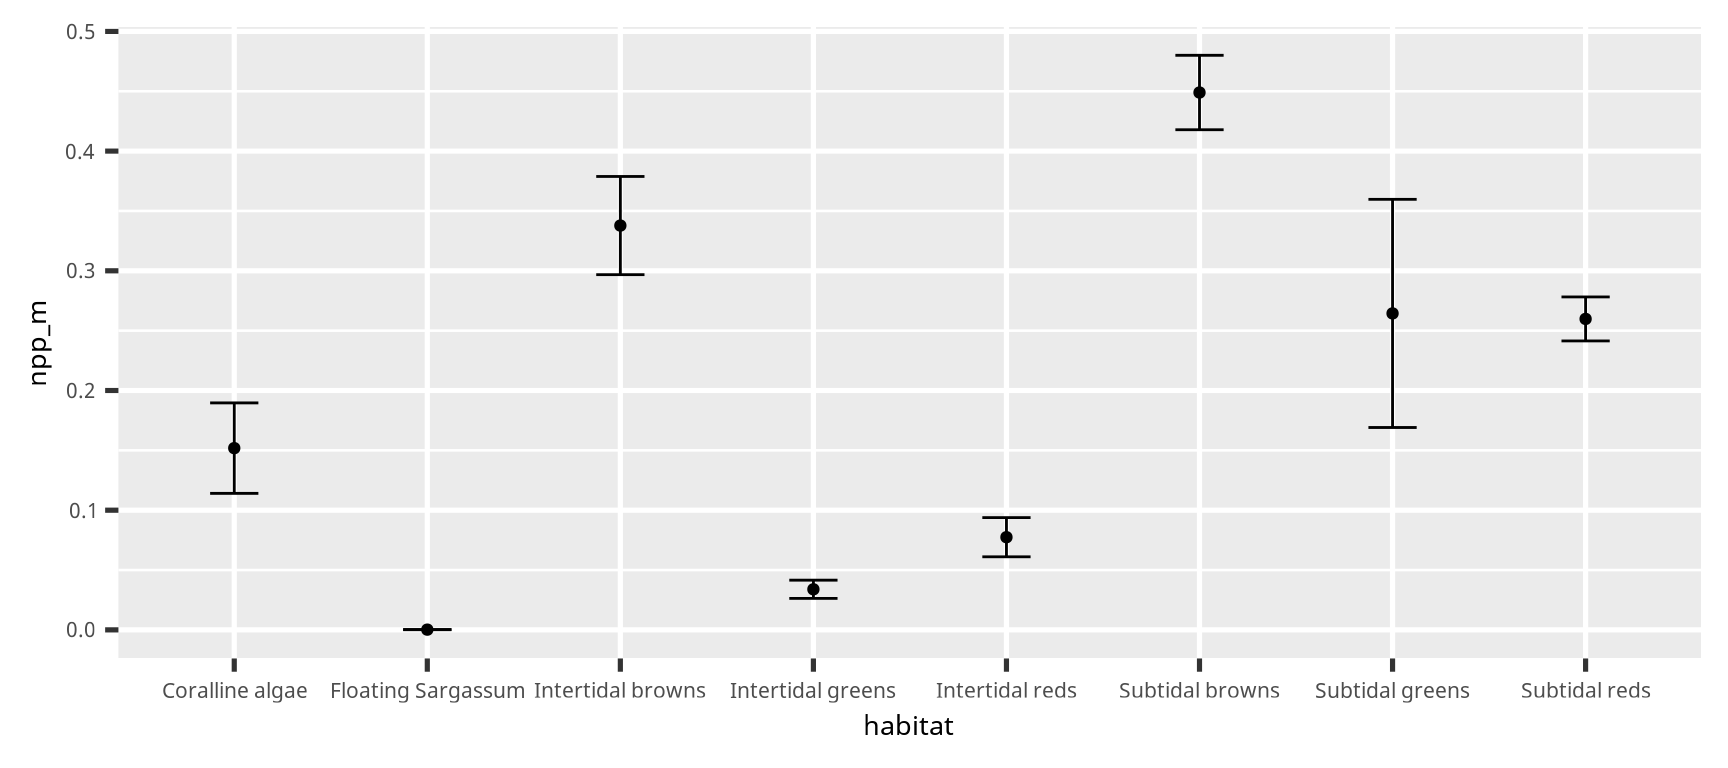 0.5
0.4
0.3
0.2
0.1
0.0
npp_m
Coralline algae Floating Sargassum Intertidal browns Intertidal greens Intertidal reds Subtidal browns Subtidal greens Subtidal reds
habitat